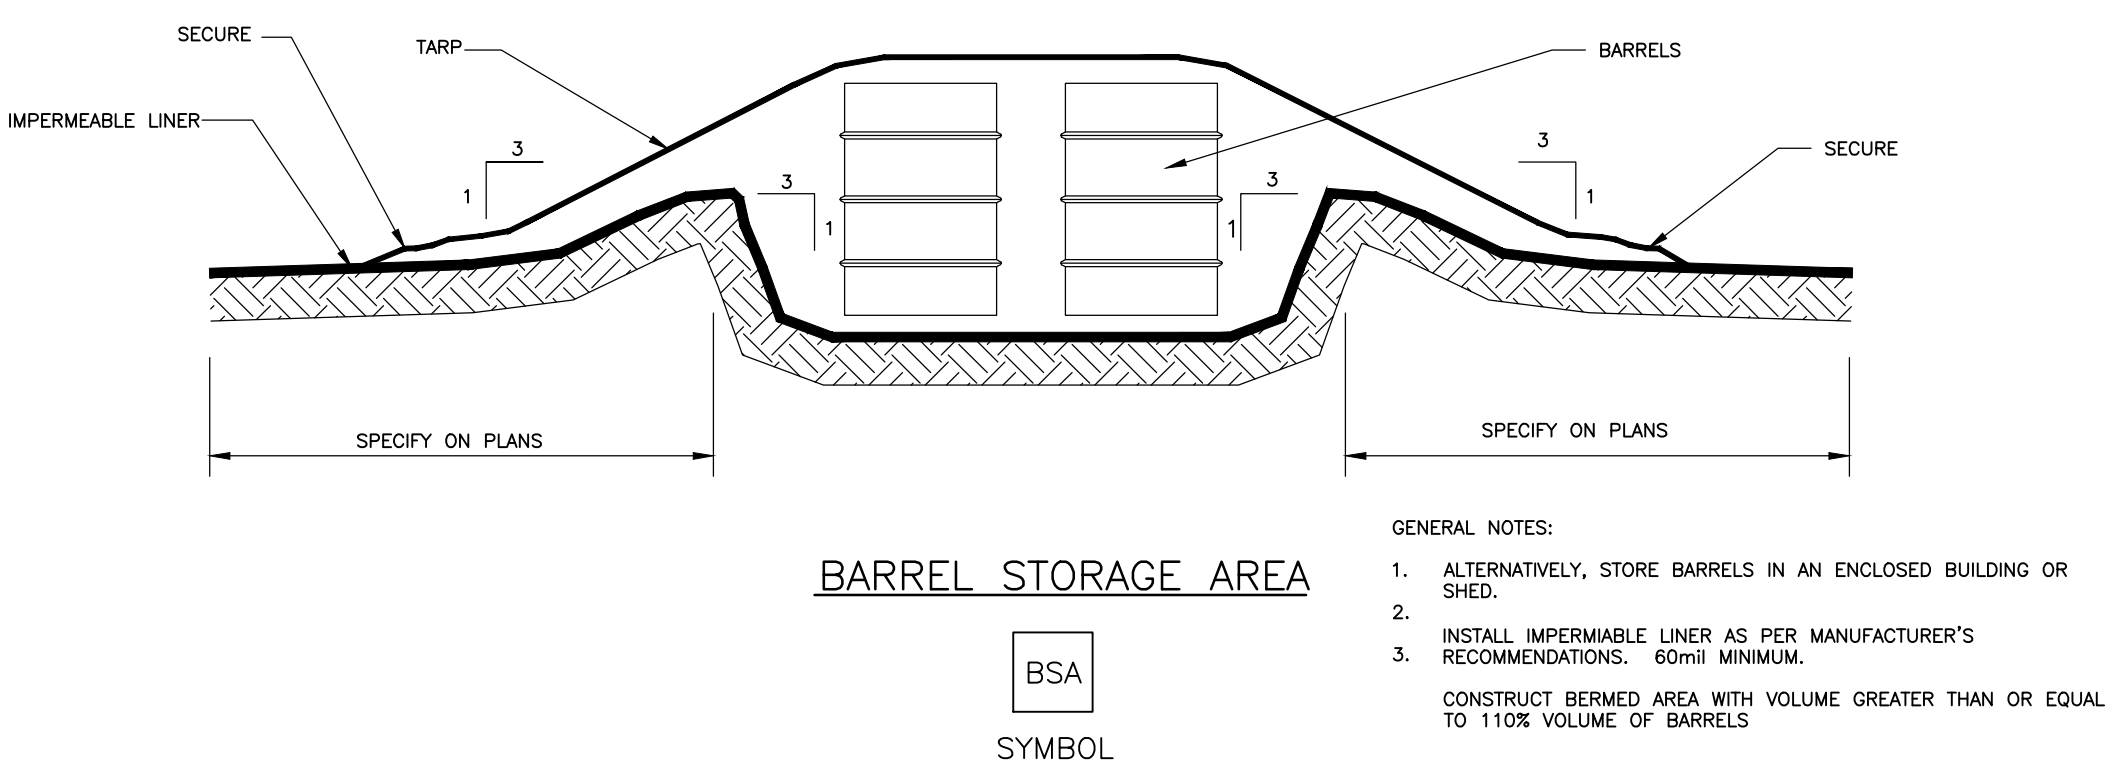 SECURE
TARP
BARRELS
IMPERMEABLE LINER
3
1
3
1
3
1
3
1
SECURE
SPECIFY ON PLANS
SPECIFY ON PLANS
GENERAL NOTES:
1. ALTERNATIVELY, STORE BARRELS IN AN ENCLOSED BUILDING OR
SHED.
2.
INSTALL IMPERMIABLE LINER AS PER MANUFACTURER'S
3. RECOMMENDATIONS. 60mil MINIMUM.
CONSTRUCT BERMED AREA WITH VOLUME GREATER THAN OR EQUAL
TO 110% VOLUME OF BARRELS
BARREL STORAGE AREA
BSA
SYMBOL